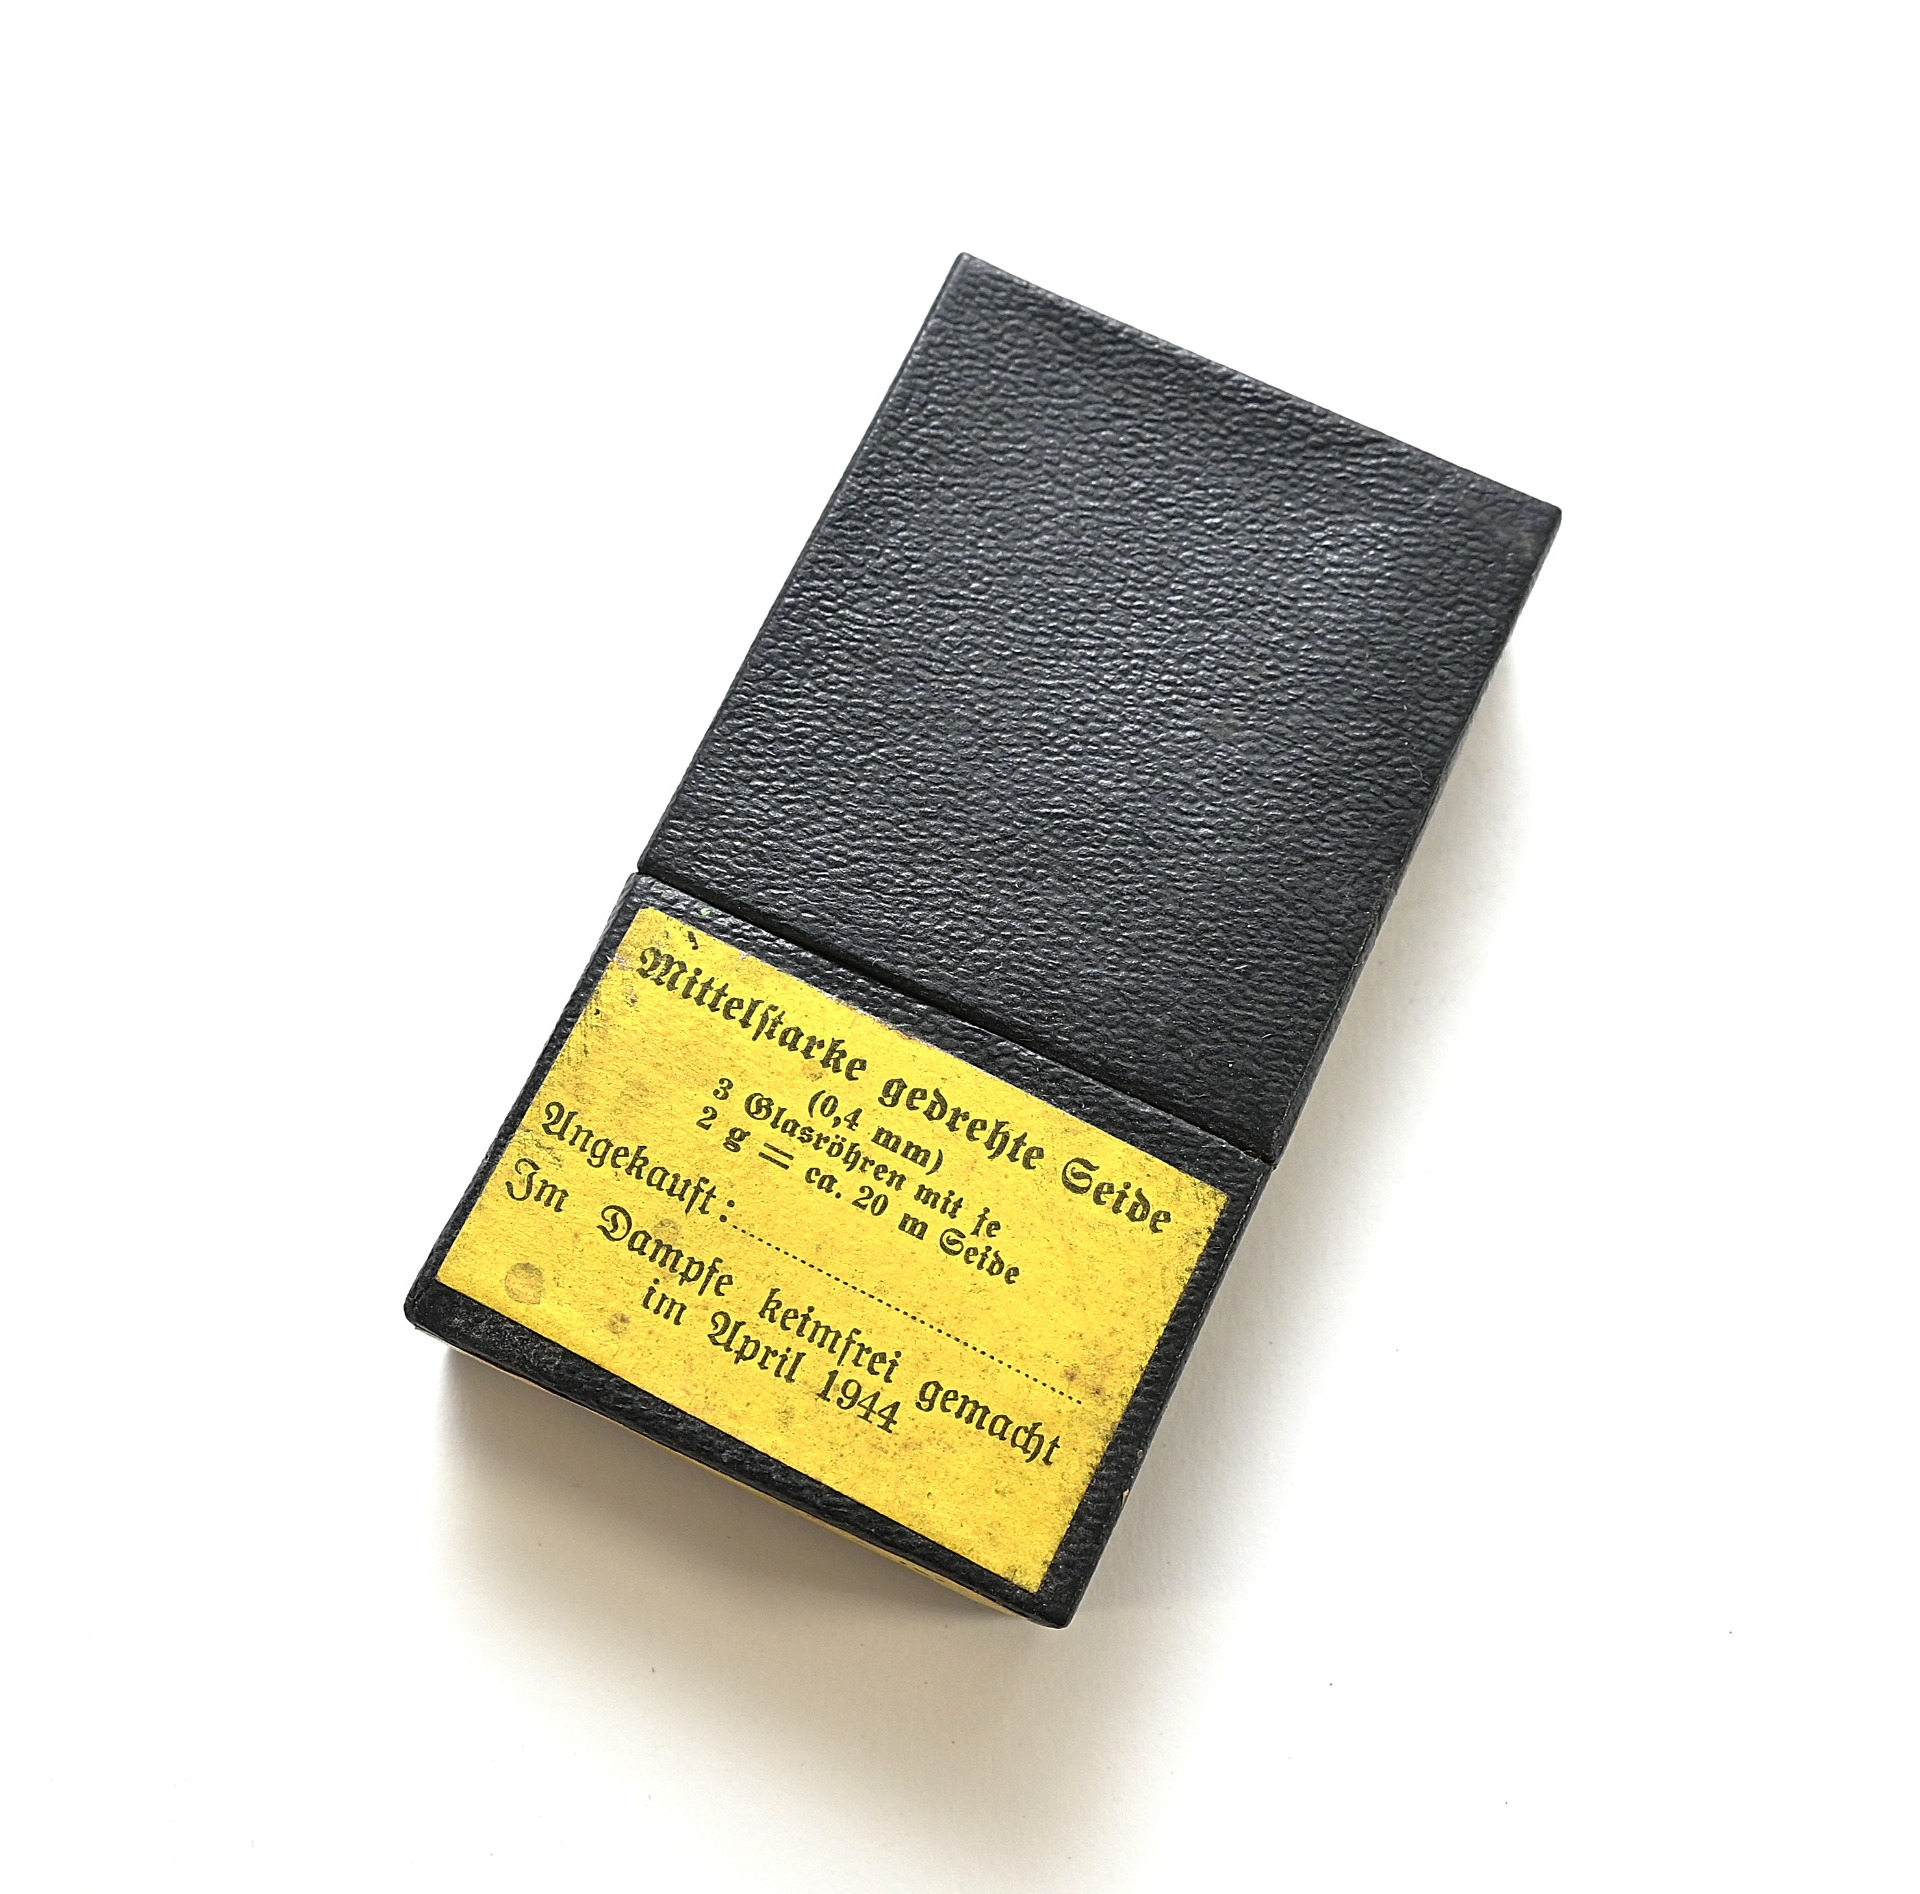 Mittelſtarke gedrehte Seide
(0,4 mm)
3 Glasröhren mit je
2 g = ca. 20 m Seide
Angekauft:........................................
Im Dampfe keimfrei gemacht
im April 1944